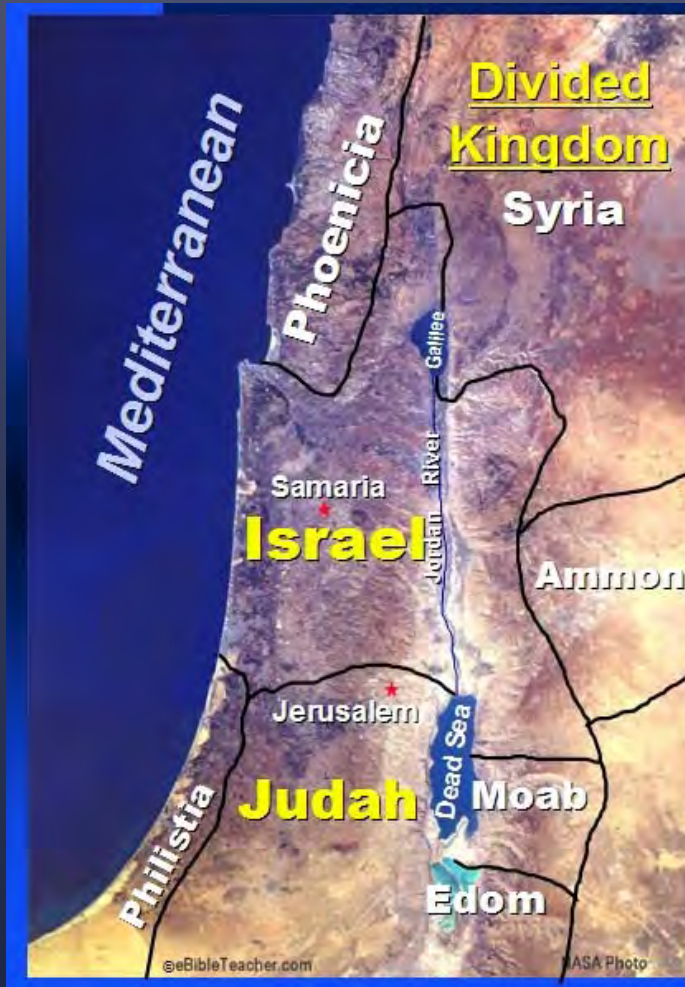 Divided
Kingdom
Syria
Mediterranean
Phoenicia
Galilee
Jordan River
Samaria
Israel
Ammon
Jerusalem
Dead Sea
Judah
Moab
Philistia
Edom
©eBibleTeacher.com
NASA Photo